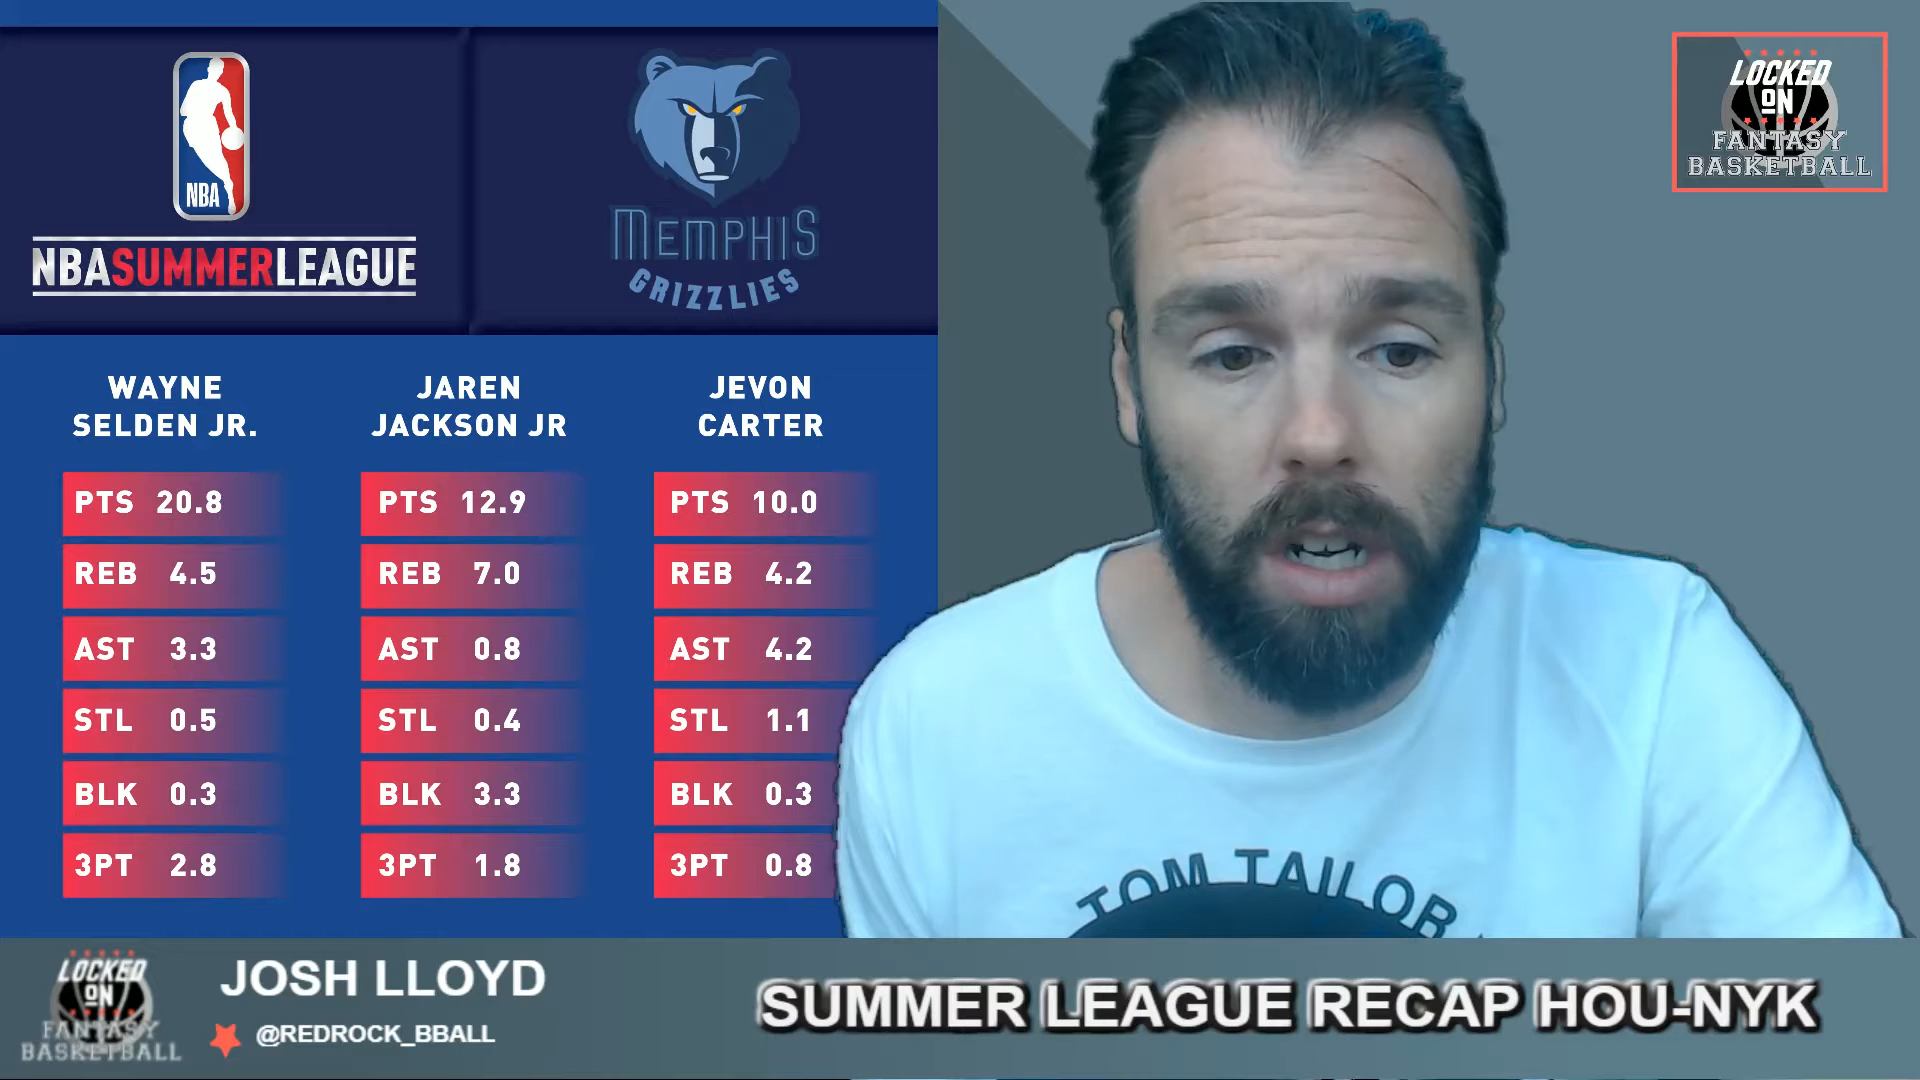 NBA
NBASUMMERLEAGUE
MEMPHIS
GRIZZLIES
LOCKED
ON
FANTASY
BASKETBALL
WAYNE
SELDEN JR.
PTS 20.8
REB 4.5
AST 3.3
STL 0.5
BLK 0.3
3PT 2.8
JAREN
JACKSON JR
PTS 12.9
REB 7.0
AST 0.8
STL 0.4
BLK 3.3
3PT 1.8
JEVON
CARTER
PTS 10.0
REB 4.2
AST 4.2
STL 1.1
BLK 0.3
3PT 0.8
TOM TAILOR
LOCKED
ON
FANTASY
BASKETBALL
JOSH LLOYD
@REDROCK_BBALL
SUMMER LEAGUE RECAP HOU-NYK